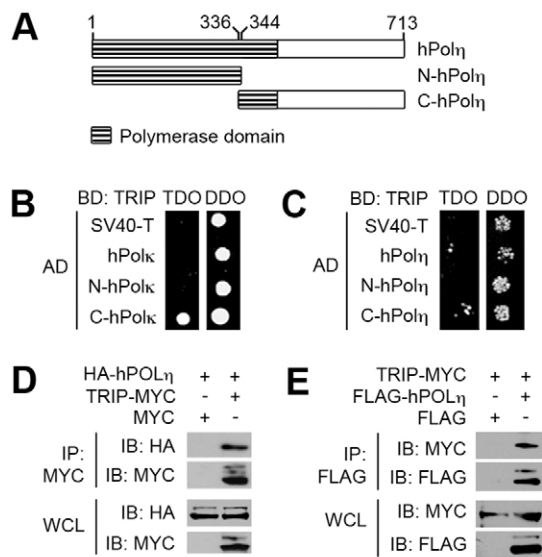 A
1 336 344 713
hPolη
N-hPolη
C-hPolη
Polymerase domain
B
BD: TRIP TDO DDO
AD
SV40-T
hPolκ
N-hPolκ
C-hPolκ
C
BD: TRIP TDO DDO
AD
SV40-T
hPolη
N-hPolη
C-hPolη
D
HA-hPOLη + +
TRIP-MYC - +
MYC + -
IP: MYC
IB: HA
IB: MYC
WCL
IB: HA
IB: MYC
E
TRIP-MYC + +
FLAG-hPOLη - +
FLAG + -
IP: FLAG
IB: MYC
IB: FLAG
WCL
IB: MYC
IB: FLAG